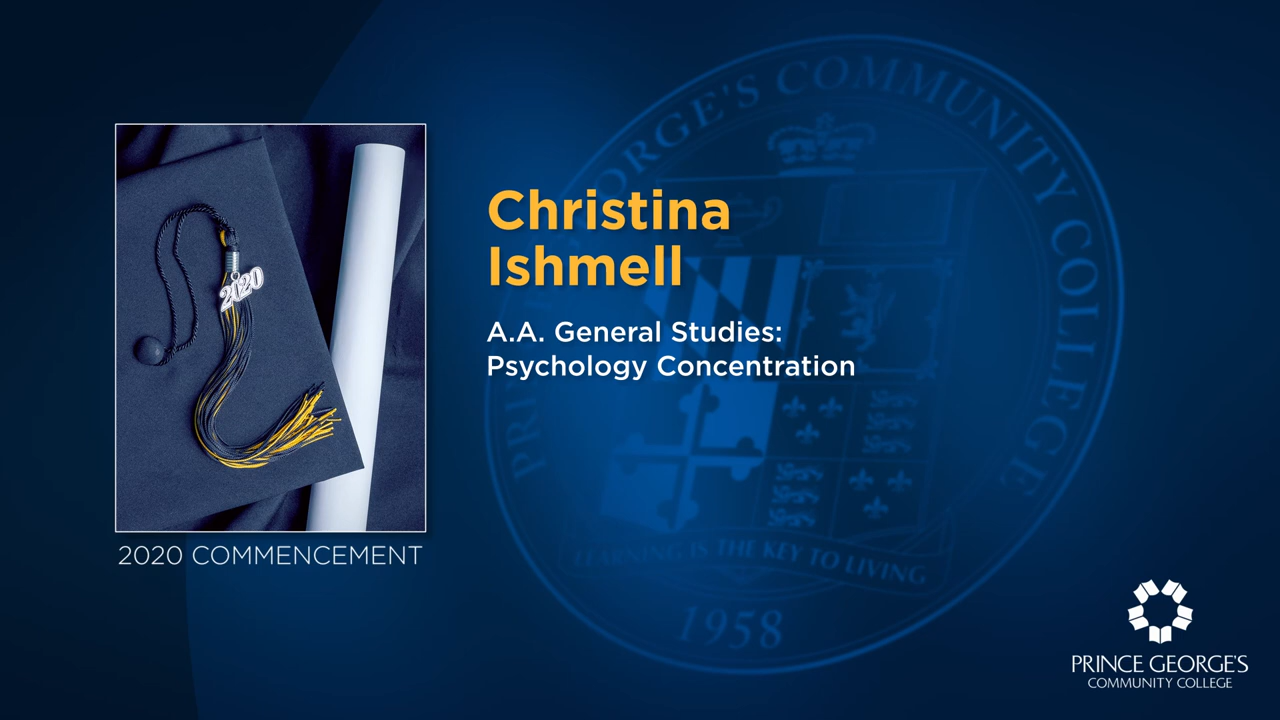 PRINCE GEORGE'S COMMUNITY COLLEGE
Christina
Ishmell
A.A. General Studies:
Psychology Concentration
2020
2020 COMMENCEMENT
LEARNING IS THE KEY TO LIVING
1958
PRINCE GEORGE'S
COMMUNITY COLLEGE